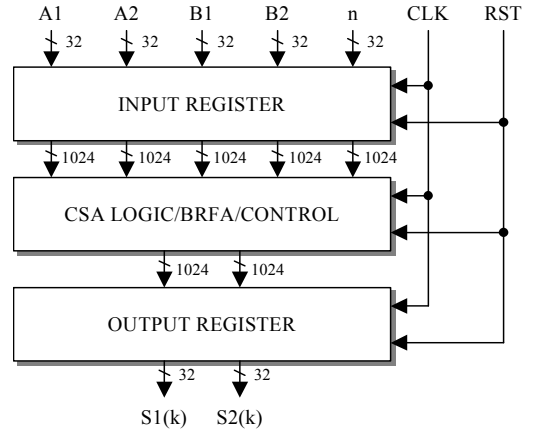 A1 A2 B1 B2 n CLK RST
32 32 32 32 32
INPUT REGISTER
1024 1024 1024 1024 1024
CSA LOGIC/BRFA/CONTROL
1024 1024
OUTPUT REGISTER
32 32
S1(k) S2(k)